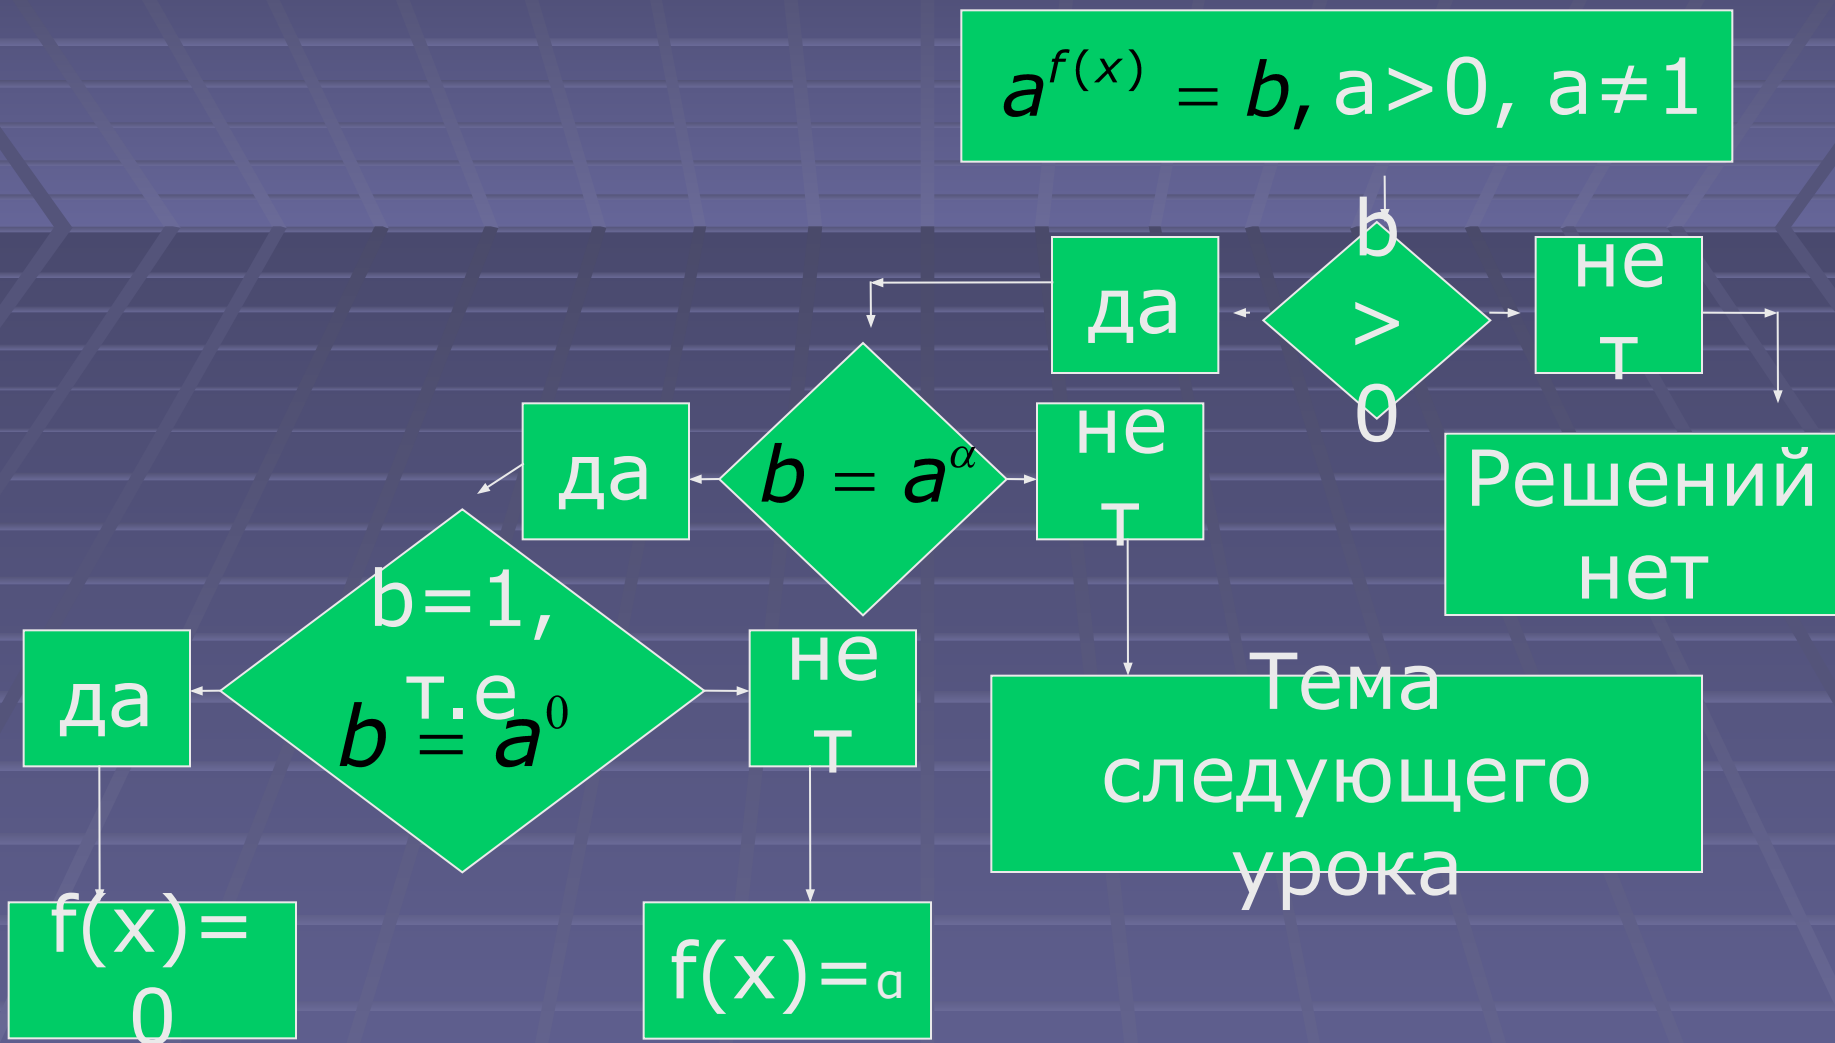 a^{f(x)} = b, a>0, a≠1
b
>
0
да
не
т
Решений
нет
b = a^α
да
не
т
Тема
следующего
урока
b=1,
т.е
b = a^0
да
не
т
f(x)=
0
f(x)=α